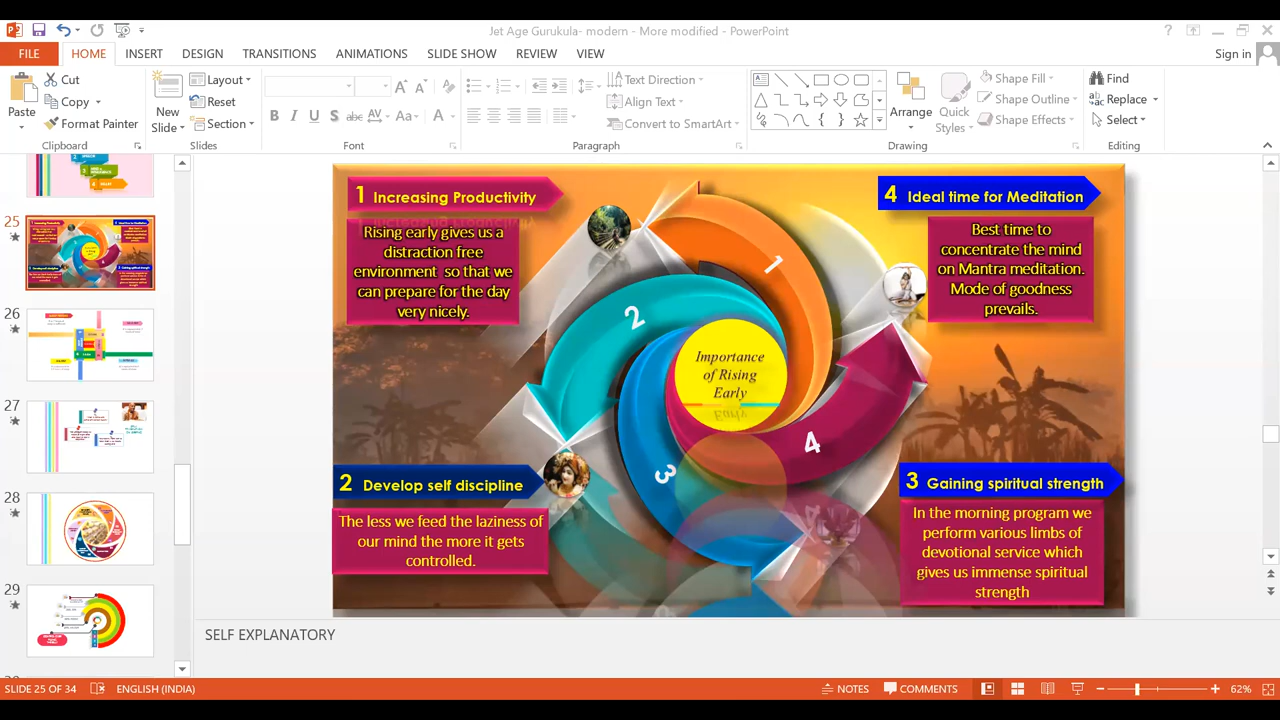 Jet Age Gurukula- modern - More modified - PowerPoint
FILE HOME INSERT DESIGN TRANSITIONS ANIMATIONS SLIDE SHOW REVIEW VIEW Sign in
Paste
Cut
Copy
Format Painter
Clipboard
New Slide
Layout
Reset
Section
Slides
B I U S abc AV Aa A
Font
Text Direction
Align Text
Convert to SmartArt
Paragraph
Arrange
Quick Styles
Shape Fill
Shape Outline
Shape Effects
Drawing
Find
Replace
Select
Editing
25
26
27
28
29
1 Increasing Productivity
Rising early gives us a
distraction free
environment so that we
can prepare for the day
very nicely.
4 Ideal time for Meditation
Best time to
concentrate the mind
on Mantra meditation.
Mode of goodness
prevails.
1
2
3
4
Importance
of Rising
Early
2 Develop self discipline
The less we feed the laziness of
our mind the more it gets
controlled.
3 Gaining spiritual strength
In the morning program we
perform various limbs of
devotional service which
gives us immense spiritual
strength
SELF EXPLANATORY
SLIDE 25 OF 34 ENGLISH (INDIA) NOTES COMMENTS 62%